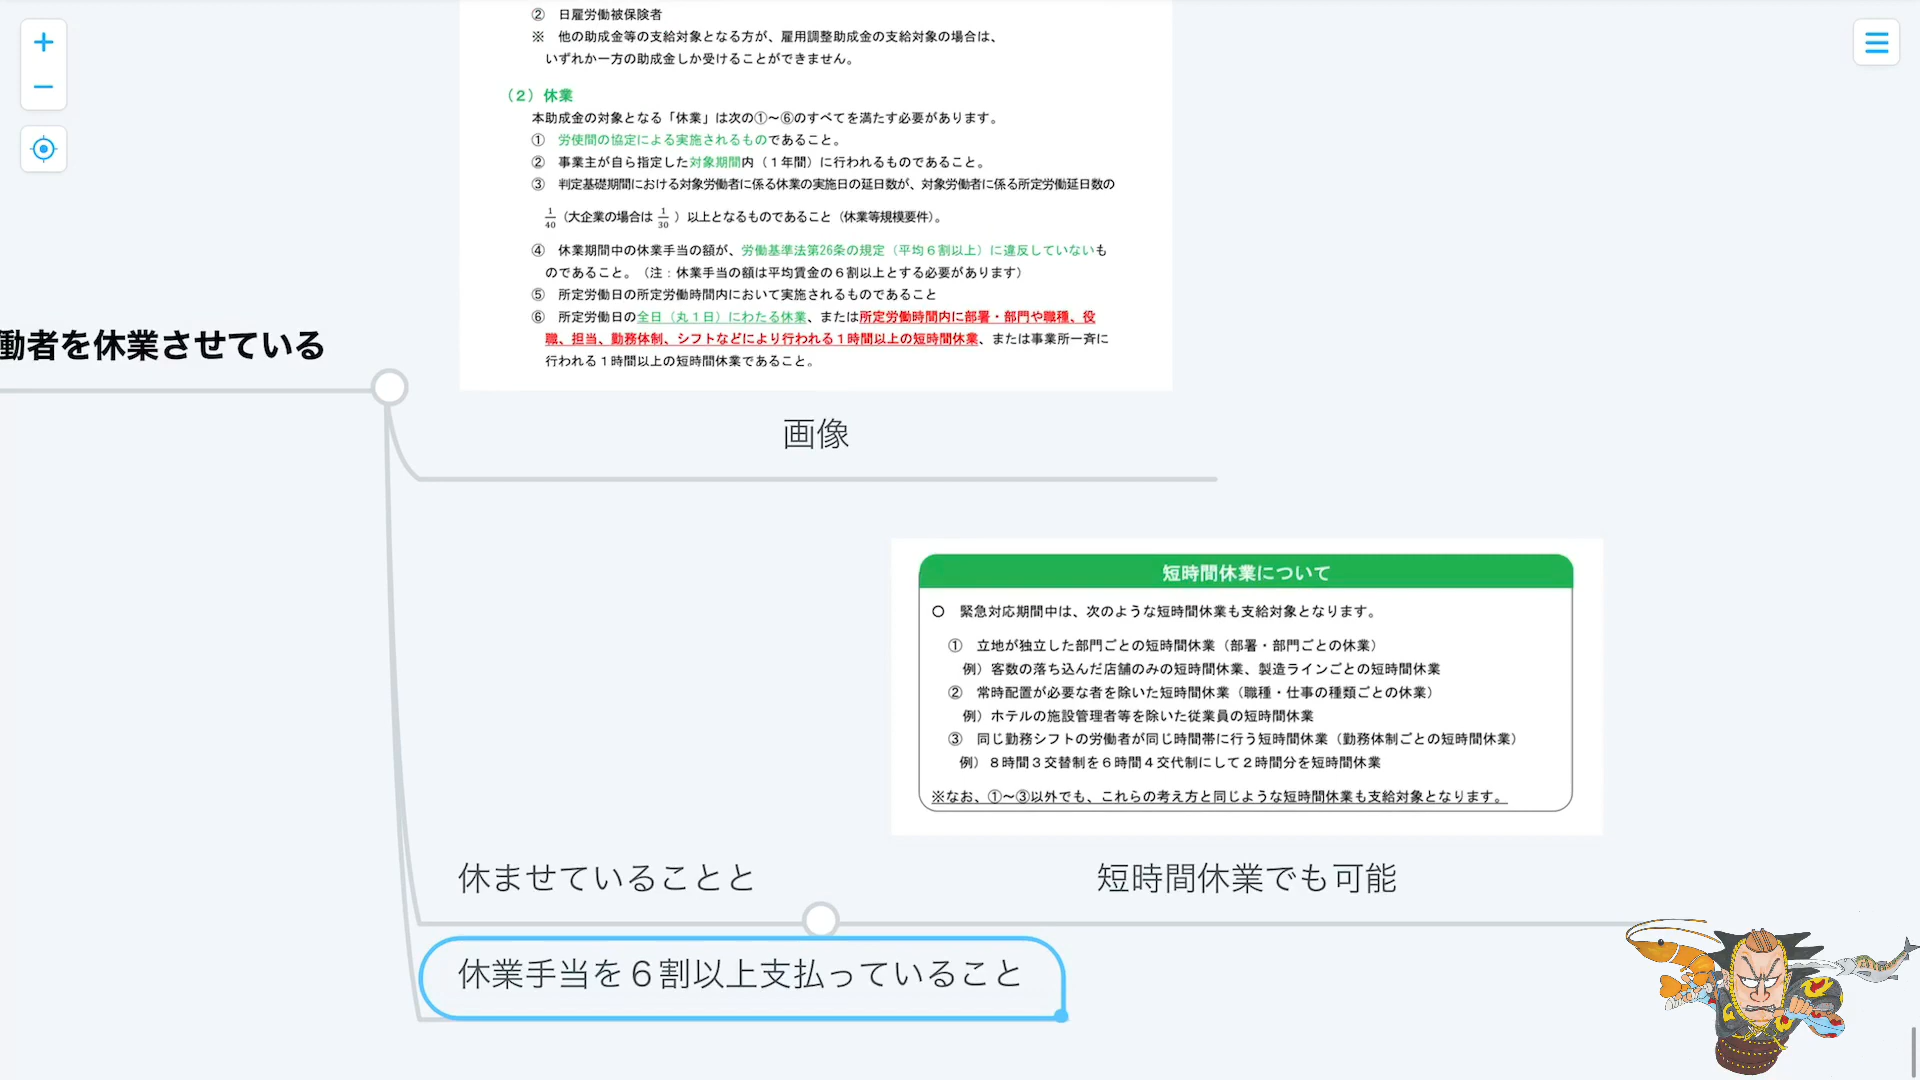 ② 日雇労働被保険者
※ 他の助成金等の支給対象となる方が、雇用調整助成金の支給対象の場合は、
いずれか一方の助成金しか受けることができません。
（2）休業
本助成金の対象となる「休業」は次の①～⑥のすべてを満たす必要があります。
① 労使間の協定による実施されるものであること。
② 事業主が自ら指定した対象期間内（１年間）に行われるものであること。
③ 判定基礎期間における対象労働者に係る休業の実施日の延日数が、対象労働者に係る所定労働延日数の
1/40（大企業の場合は 1/30 ）以上となるものであること（休業等規模要件）。
④ 休業期間中の休業手当の額が、労働基準法第26条の規定（平均６割以上）に違反していないも
のであること。（注：休業手当の額は平均賃金の６割以上とする必要があります）
⑤ 所定労働日の所定労働時間内において実施されるものであること
⑥ 所定労働日の全日（丸１日）にわたる休業、または所定労働時間内に部署・部門や職種、役
職、担当、勤務体制、シフトなどにより行われる１時間以上の短時間休業、または事業所一斉に
行われる１時間以上の短時間休業であること。
働者を休業させている
画像
短時間休業について
○ 緊急対応期間中は、次のような短時間休業も支給対象となります。
① 立地が独立した部門ごとの短時間休業（部署・部門ごとの休業）
例）客数の落ち込んだ店舗のみの短時間休業、製造ラインごとの短時間休業
② 常時配置が必要な者を除いた短時間休業（職種・仕事の種類ごとの休業）
例）ホテルの施設管理者等を除いた従業員の短時間休業
③ 同じ勤務シフトの労働者が同じ時間帯に行う短時間休業（勤務体制ごとの短時間休業）
例）８時間３交替制を６時間４交代制にして２時間分を短時間休業
※なお、①～③以外でも、これらの考え方と同じような短時間休業も支給対象となります。
休ませていることと
短時間休業でも可能
休業手当を６割以上支払っていること